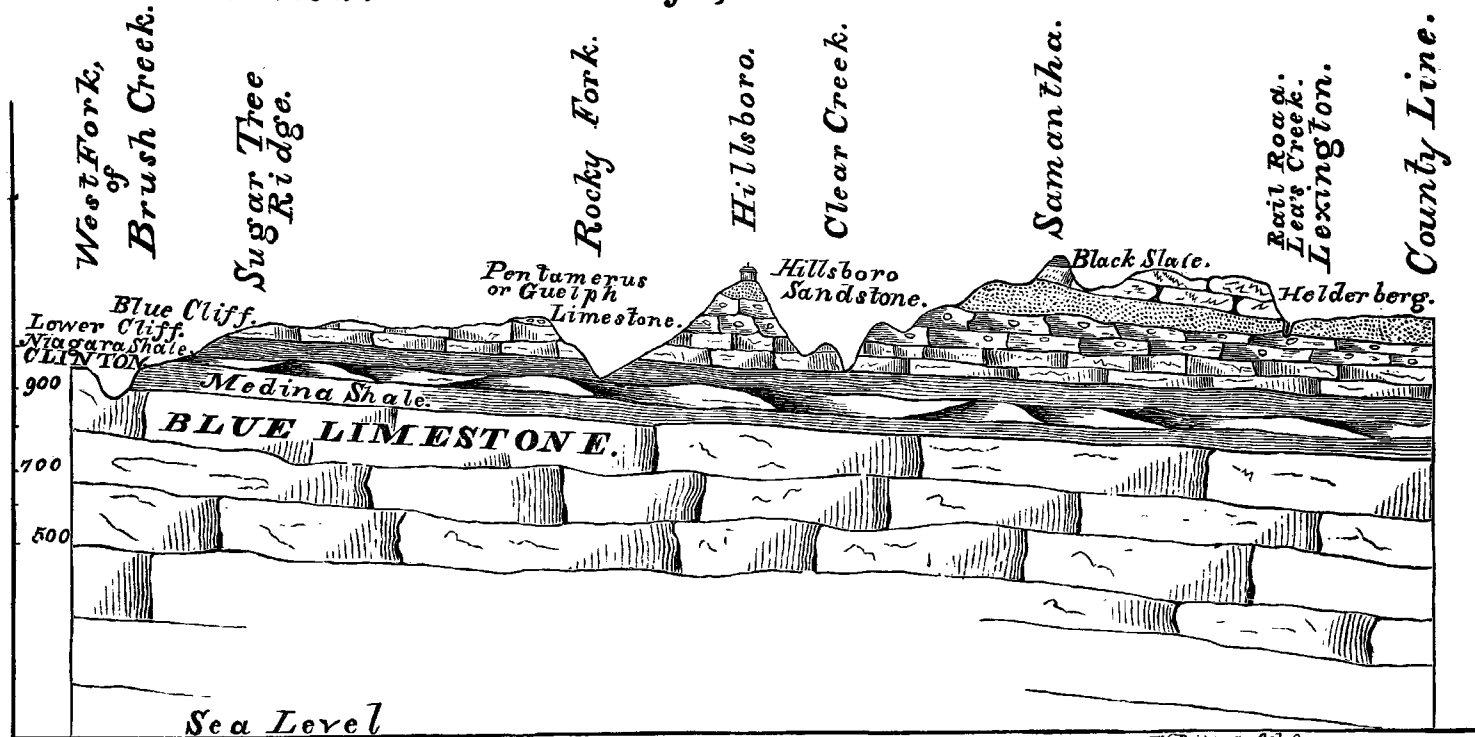 West Fork,
of
Brush Creek.
Sugar Tree
Ridge.
Rocky Fork.
Hillsboro.
Clear Creek.
Samantha.
Rail Road.
Lea's Creek.
Lexington.
County Line.
Blue Cliff.
Lower Cliff.
Niagara Shale.
CLINTON.
Pentamerus
or Guelph
Limestone.
Hillsboro
Sandstone.
Black Slate.
Helderberg.
900
Medina Shale.
BLUE LIMESTONE.
700
500
Sea Level